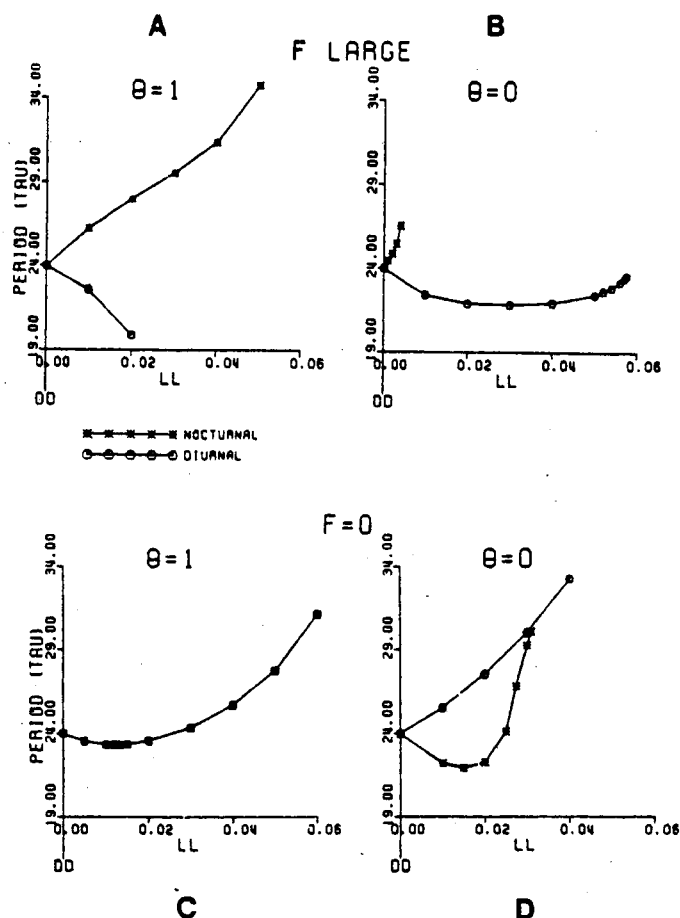 A B
F LARGE
θ=1 θ=0
PERIOD (TAU)
34.00
29.00
24.00
19.00
0.00 0.02 0.04 0.06
LL
DD
34.00
29.00
24.00
19.00
0.00 0.02 0.04 0.06
LL
DD
NOCTURNAL
DIURNAL
F=0
θ=1 θ=0
PERIOD (TAU)
34.00
29.00
24.00
19.00
0.00 0.02 0.04 0.06
LL
DD
34.00
29.00
24.00
19.00
0.00 0.02 0.04 0.06
LL
DD
C D